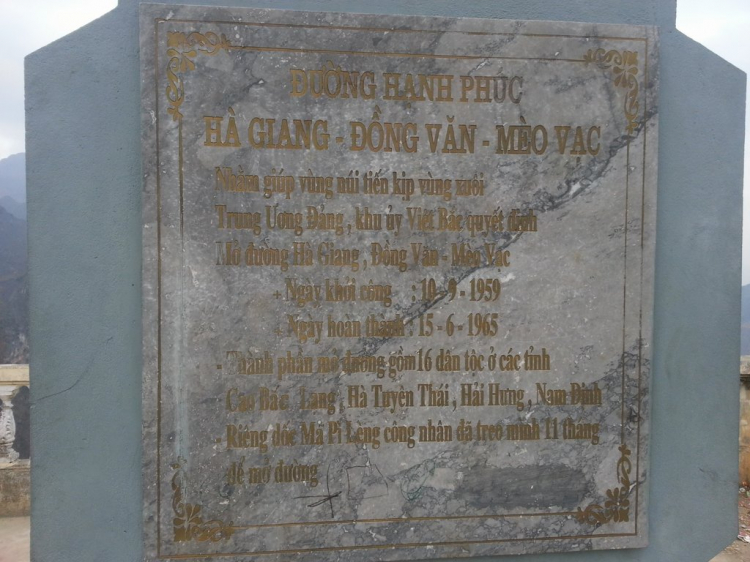 ĐƯỜNG HẠNH PHÚC
HÀ GIANG - ĐỒNG VĂN - MÈO VẠC
Nhằm giúp vùng núi tiến kịp vùng xuôi
Trung Ương Đảng, khu ủy Việt Bắc quyết định
Mở đường Hà Giang, Đồng Văn - Mèo Vạc
+ Ngày khởi công : 10 - 9 - 1959
+ Ngày hoàn thành : 15 - 6 - 1965
- Thành phần mở đường gồm 16 dân tộc ở các tỉnh
Cao Bắc Lạng, Hà Tuyên Thái, Hải Hưng, Nam Định
- Riêng dốc Mã Pì Lèng công nhân đã treo mình 11 tháng
để mở đường